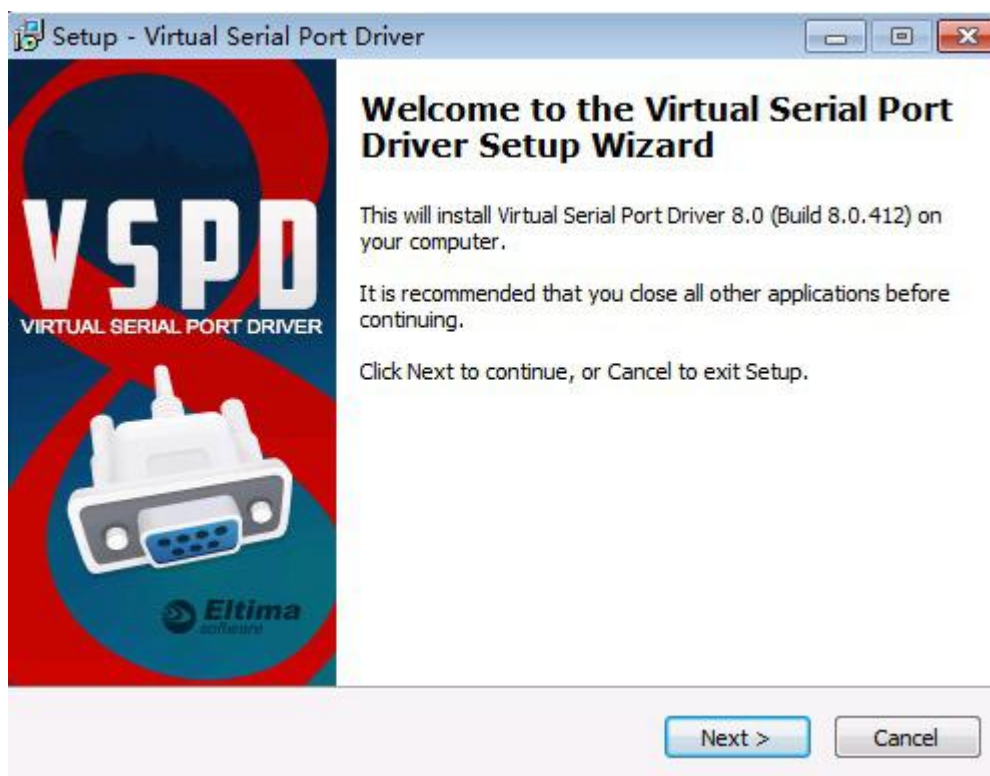 Setup - Virtual Serial Port Driver
Welcome to the Virtual Serial Port
Driver Setup Wizard
This will install Virtual Serial Port Driver 8.0 (Build 8.0.412) on
your computer.
It is recommended that you close all other applications before
continuing.
Click Next to continue, or Cancel to exit Setup.
VSPD
VIRTUAL SERIAL PORT DRIVER
Eltima
software
Next >
Cancel